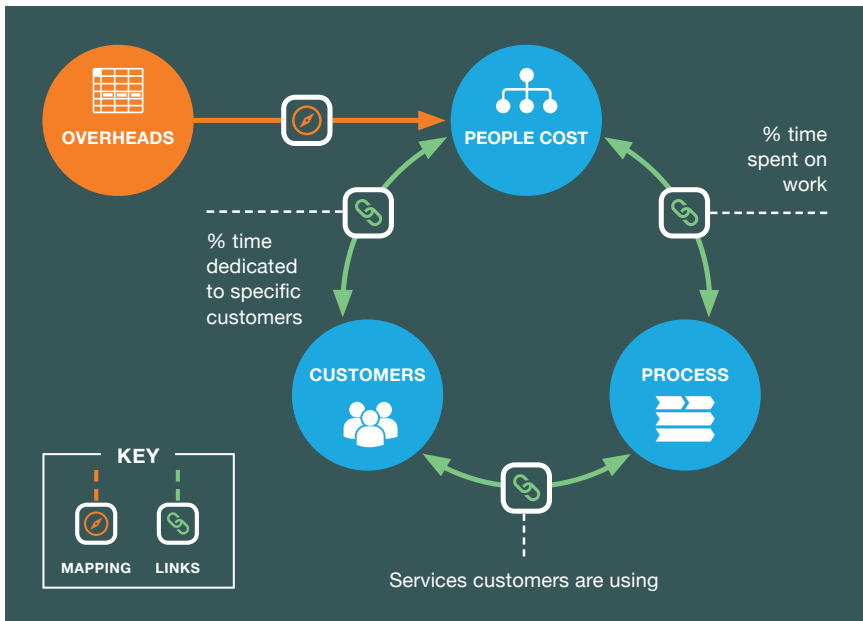 OVERHEADS
PEOPLE COST
% time
spent on
work
% time
dedicated
to specific
customers
CUSTOMERS
PROCESS
KEY
MAPPING
LINKS
Services customers are using